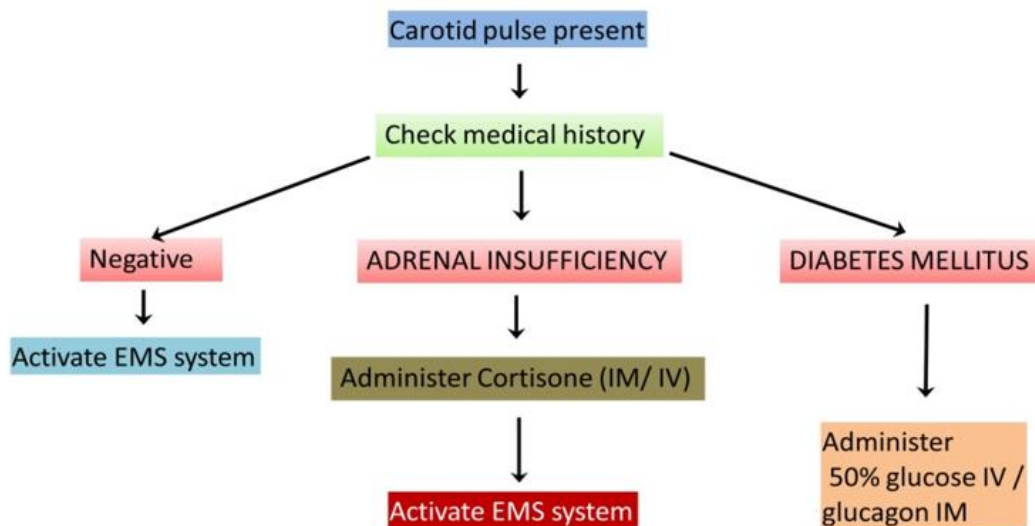 Carotid pulse present
Check medical history
Negative
ADRENAL INSUFFICIENCY
DIABETES MELLITUS
Activate EMS system
Administer Cortisone (IM/ IV)
Administer
50% glucose IV /
glucagon IM
Activate EMS system